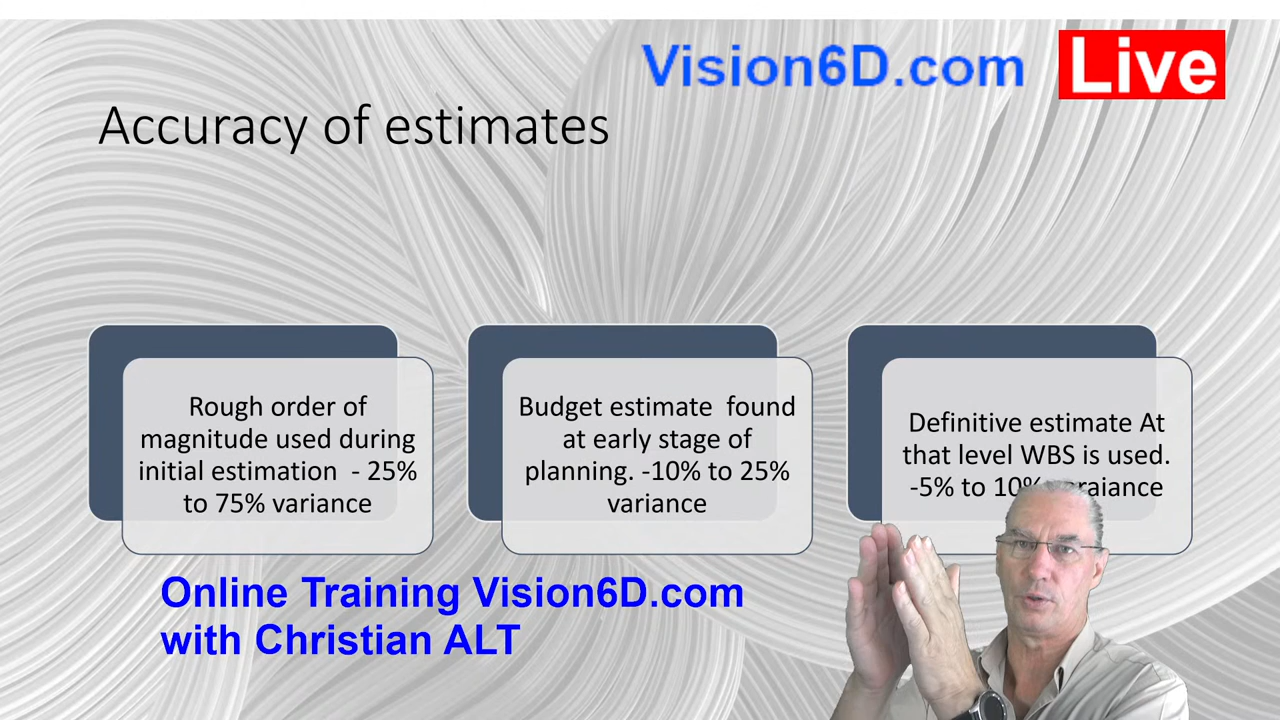 Vision6D.com
Live
Accuracy of estimates
Rough order of
magnitude used during
initial estimation - 25%
to 75% variance
Budget estimate found
at early stage of
planning. -10% to 25%
variance
Definitive estimate At
that level WBS is used.
-5% to 10% varaiance
Online Training Vision6D.com
with Christian ALT